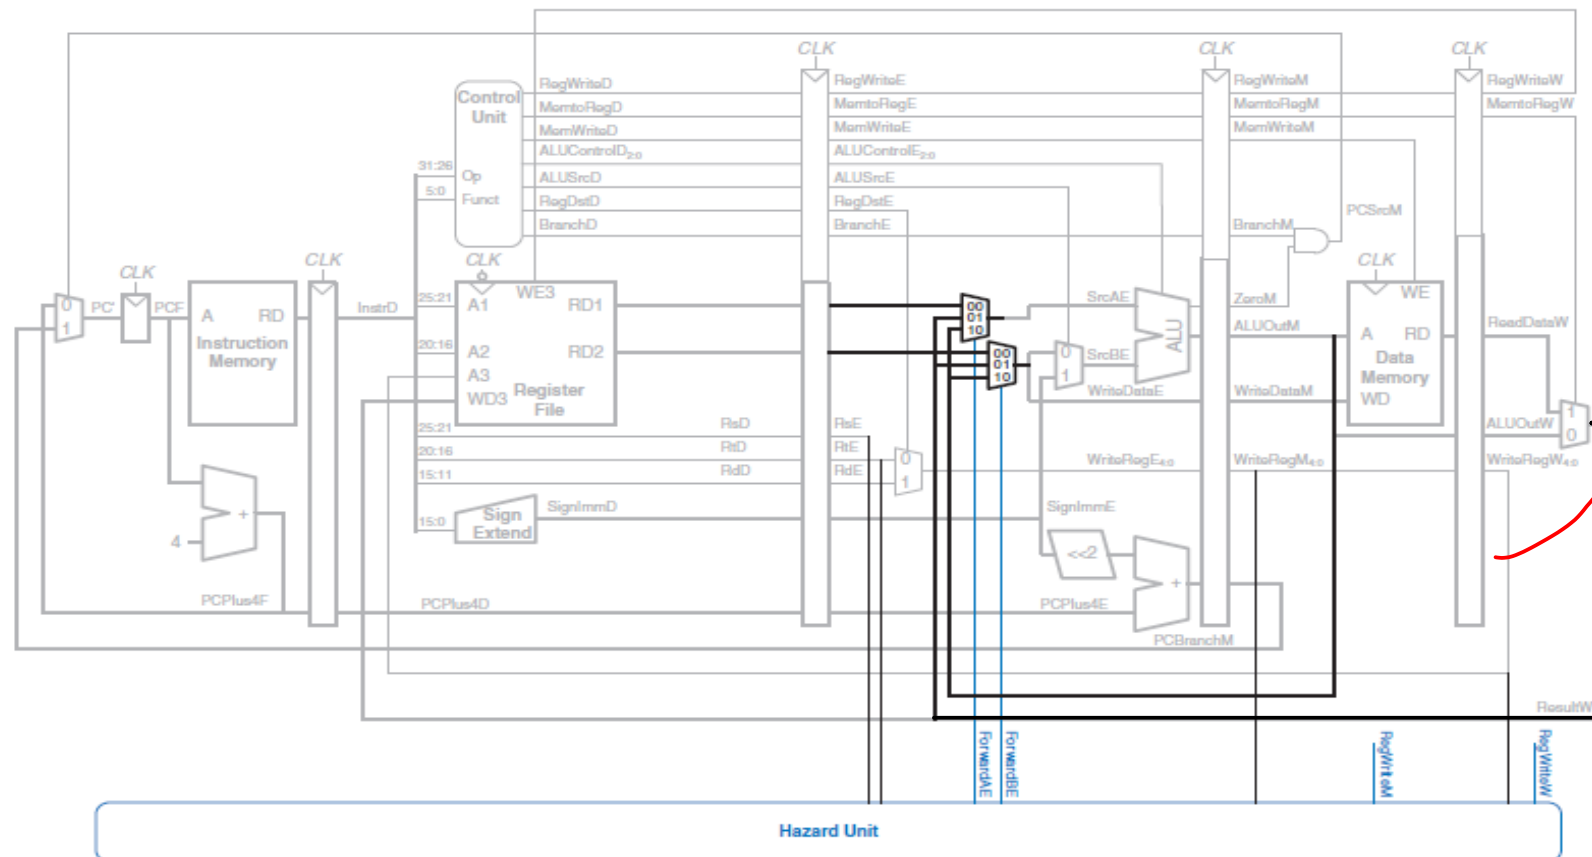 CLK CLK CLK
RegWriteD RegWriteE RegWriteM RegWriteW
Control Unit
MemtoRegD MemtoRegE MemtoRegM MemtoRegW
MemWriteD MemWriteE MemWriteM
ALUControlD2:0 ALUControlE2:0
31:26 Op ALUSrcD ALUSrcE
5:0 Funct RegDstD RegDstE PCSrcM
BranchD BranchE BranchM
CLK CLK CLK CLK
0 1 PC' PCF A RD Instruction Memory InstrD
25:21 A1 WE3 RD1 00 01 10 SrcAE ALU ZeroM WE
ALUOutM A RD ReadDataW
20:16 A2 RD2 00 01 10 0 1 SrcBE Data Memory
A3 Register File
WD3 WriteDataE WriteDataM WD 1 0
25:21 RsD RsE ALUOutW
20:16 RtD RtE 0 WriteRegE4:0 WriteRegM4:0 WriteRegW4:0
15:11 RdD RdE 1
15:0 Sign Extend SignImmD SignImmE
4 + <<2 +
PCPlus4F PCPlus4D PCPlus4E
PCBranchM
ResultW
ForwardAE ForwardBE RegWriteM RegWriteW
Hazard Unit